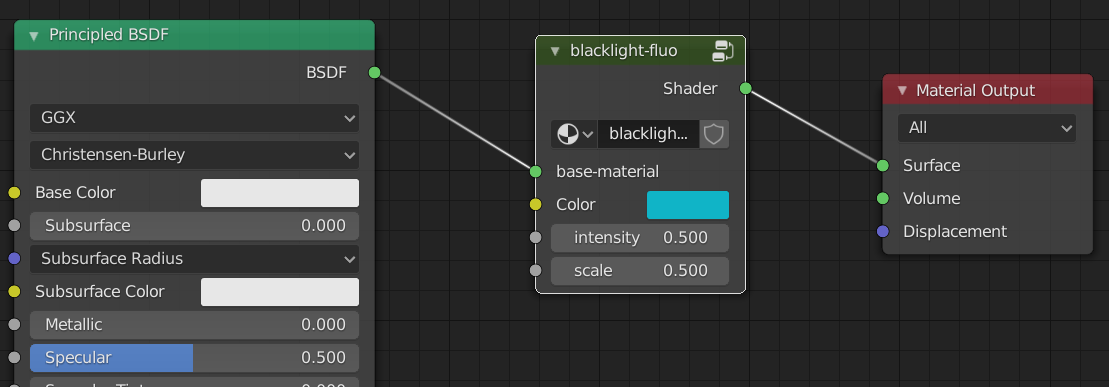 Principled BSDF
BSDF
GGX
Christensen-Burley
Base Color
Subsurface 0.000
Subsurface Radius
Subsurface Color
Metallic 0.000
Specular 0.500
blacklight-fluo
Shader
blackligh...
base-material
Color
intensity 0.500
scale 0.500
Material Output
All
Surface
Volume
Displacement